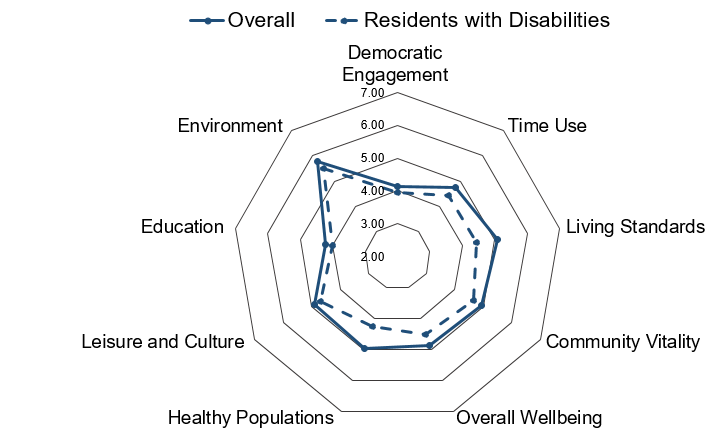 Overall
Residents with Disabilities
Democratic
Engagement
7.00
Environment
6.00
Time Use
5.00
4.00
Education
3.00
Living Standards
2.00
Leisure and Culture
Community Vitality
Healthy Populations
Overall Wellbeing